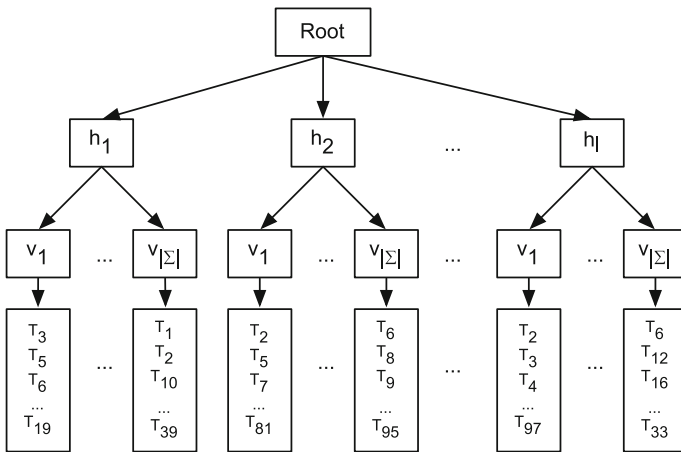 Root
h₁ h₂ ... hₗ
v₁ ... v|Σ| v₁ ... v|Σ| ... v₁ ... v|Σ|
T₃ T₁ T₂ T₆ T₂ T₆
T₅ T₂ T₅ T₈ T₃ T₁₂
T₆ ... T₁₀ T₇ ... T₉ ... T₄ ... T₁₆
... ... ... ... ... ...
T₁₉ T₃₉ T₈₁ T₉₅ T₉₇ T₃₃